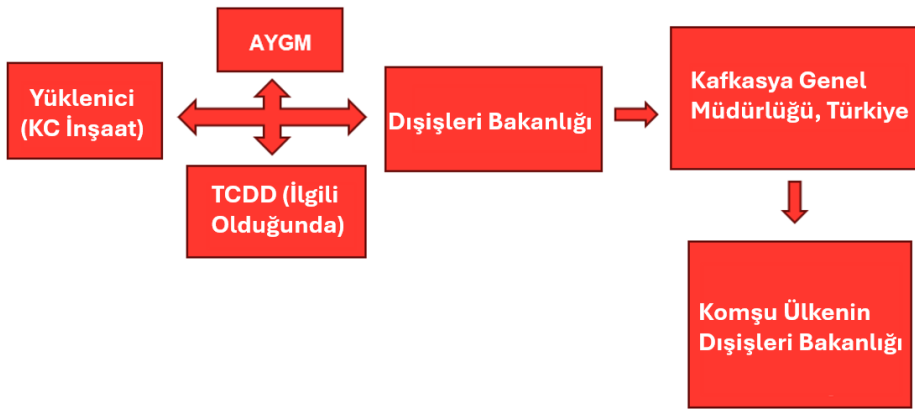 AYGM
Yüklenici
(KC İnşaat)
Dışişleri Bakanlığı
Kafkasya Genel
Müdürlüğü, Türkiye
TCDD (İlgili
Olduğunda)
Komşu Ülkenin
Dışişleri Bakanlığı